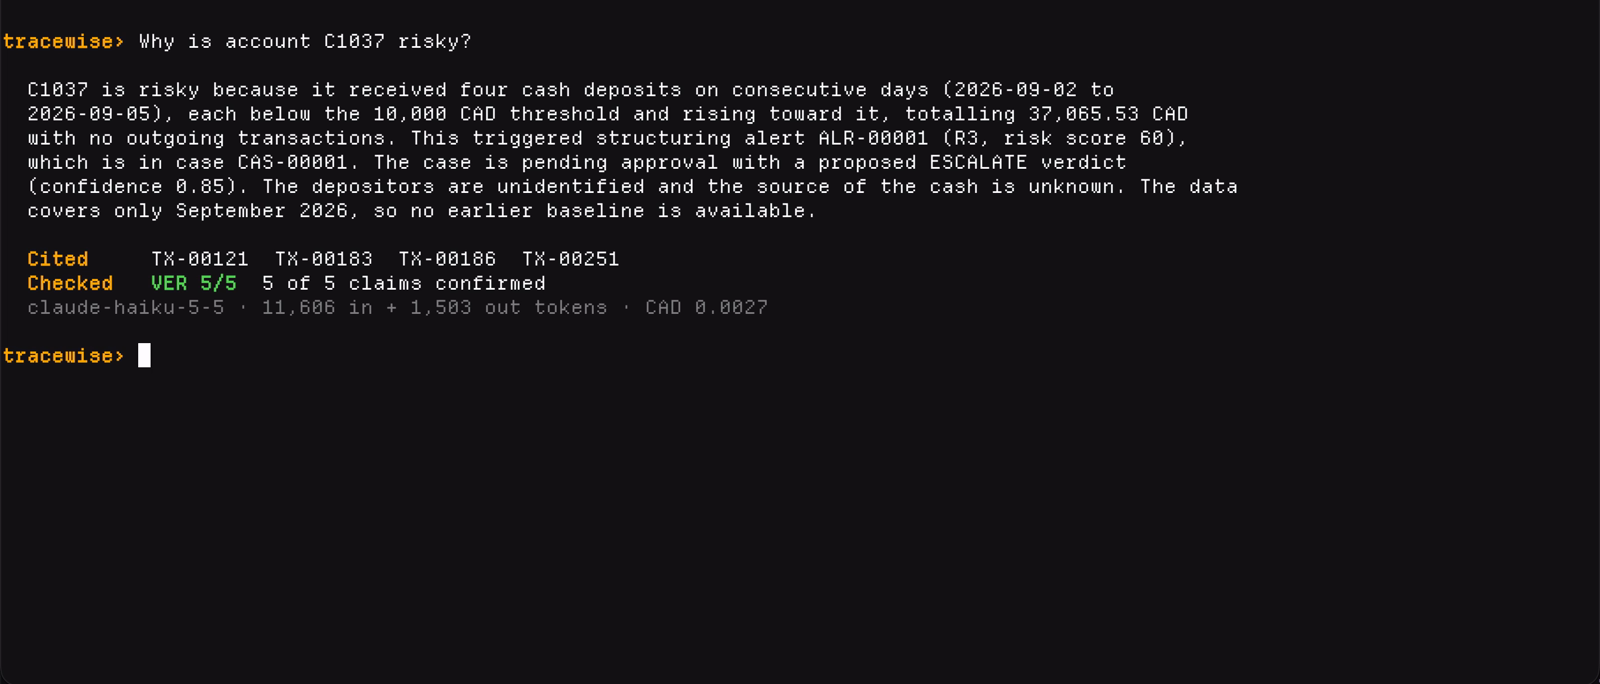 tracewise> Why is account C1037 risky?
C1037 is risky because it received four cash deposits on consecutive days (2026-09-02 to
2026-09-05), each below the 10,000 CAD threshold and rising toward it, totalling 37,065.53 CAD
with no outgoing transactions. This triggered structuring alert ALR-00001 (R3, risk score 60),
which is in case CAS-00001. The case is pending approval with a proposed ESCALATE verdict
(confidence 0.85). The depositors are unidentified and the source of the cash is unknown. The data
covers only September 2026, so no earlier baseline is available.
Cited TX-00121 TX-00183 TX-00186 TX-00251
Checked VER 5/5 5 of 5 claims confirmed
claude-haiku-5-5 · 11,606 in + 1,503 out tokens · CAD 0.0027
tracewise>